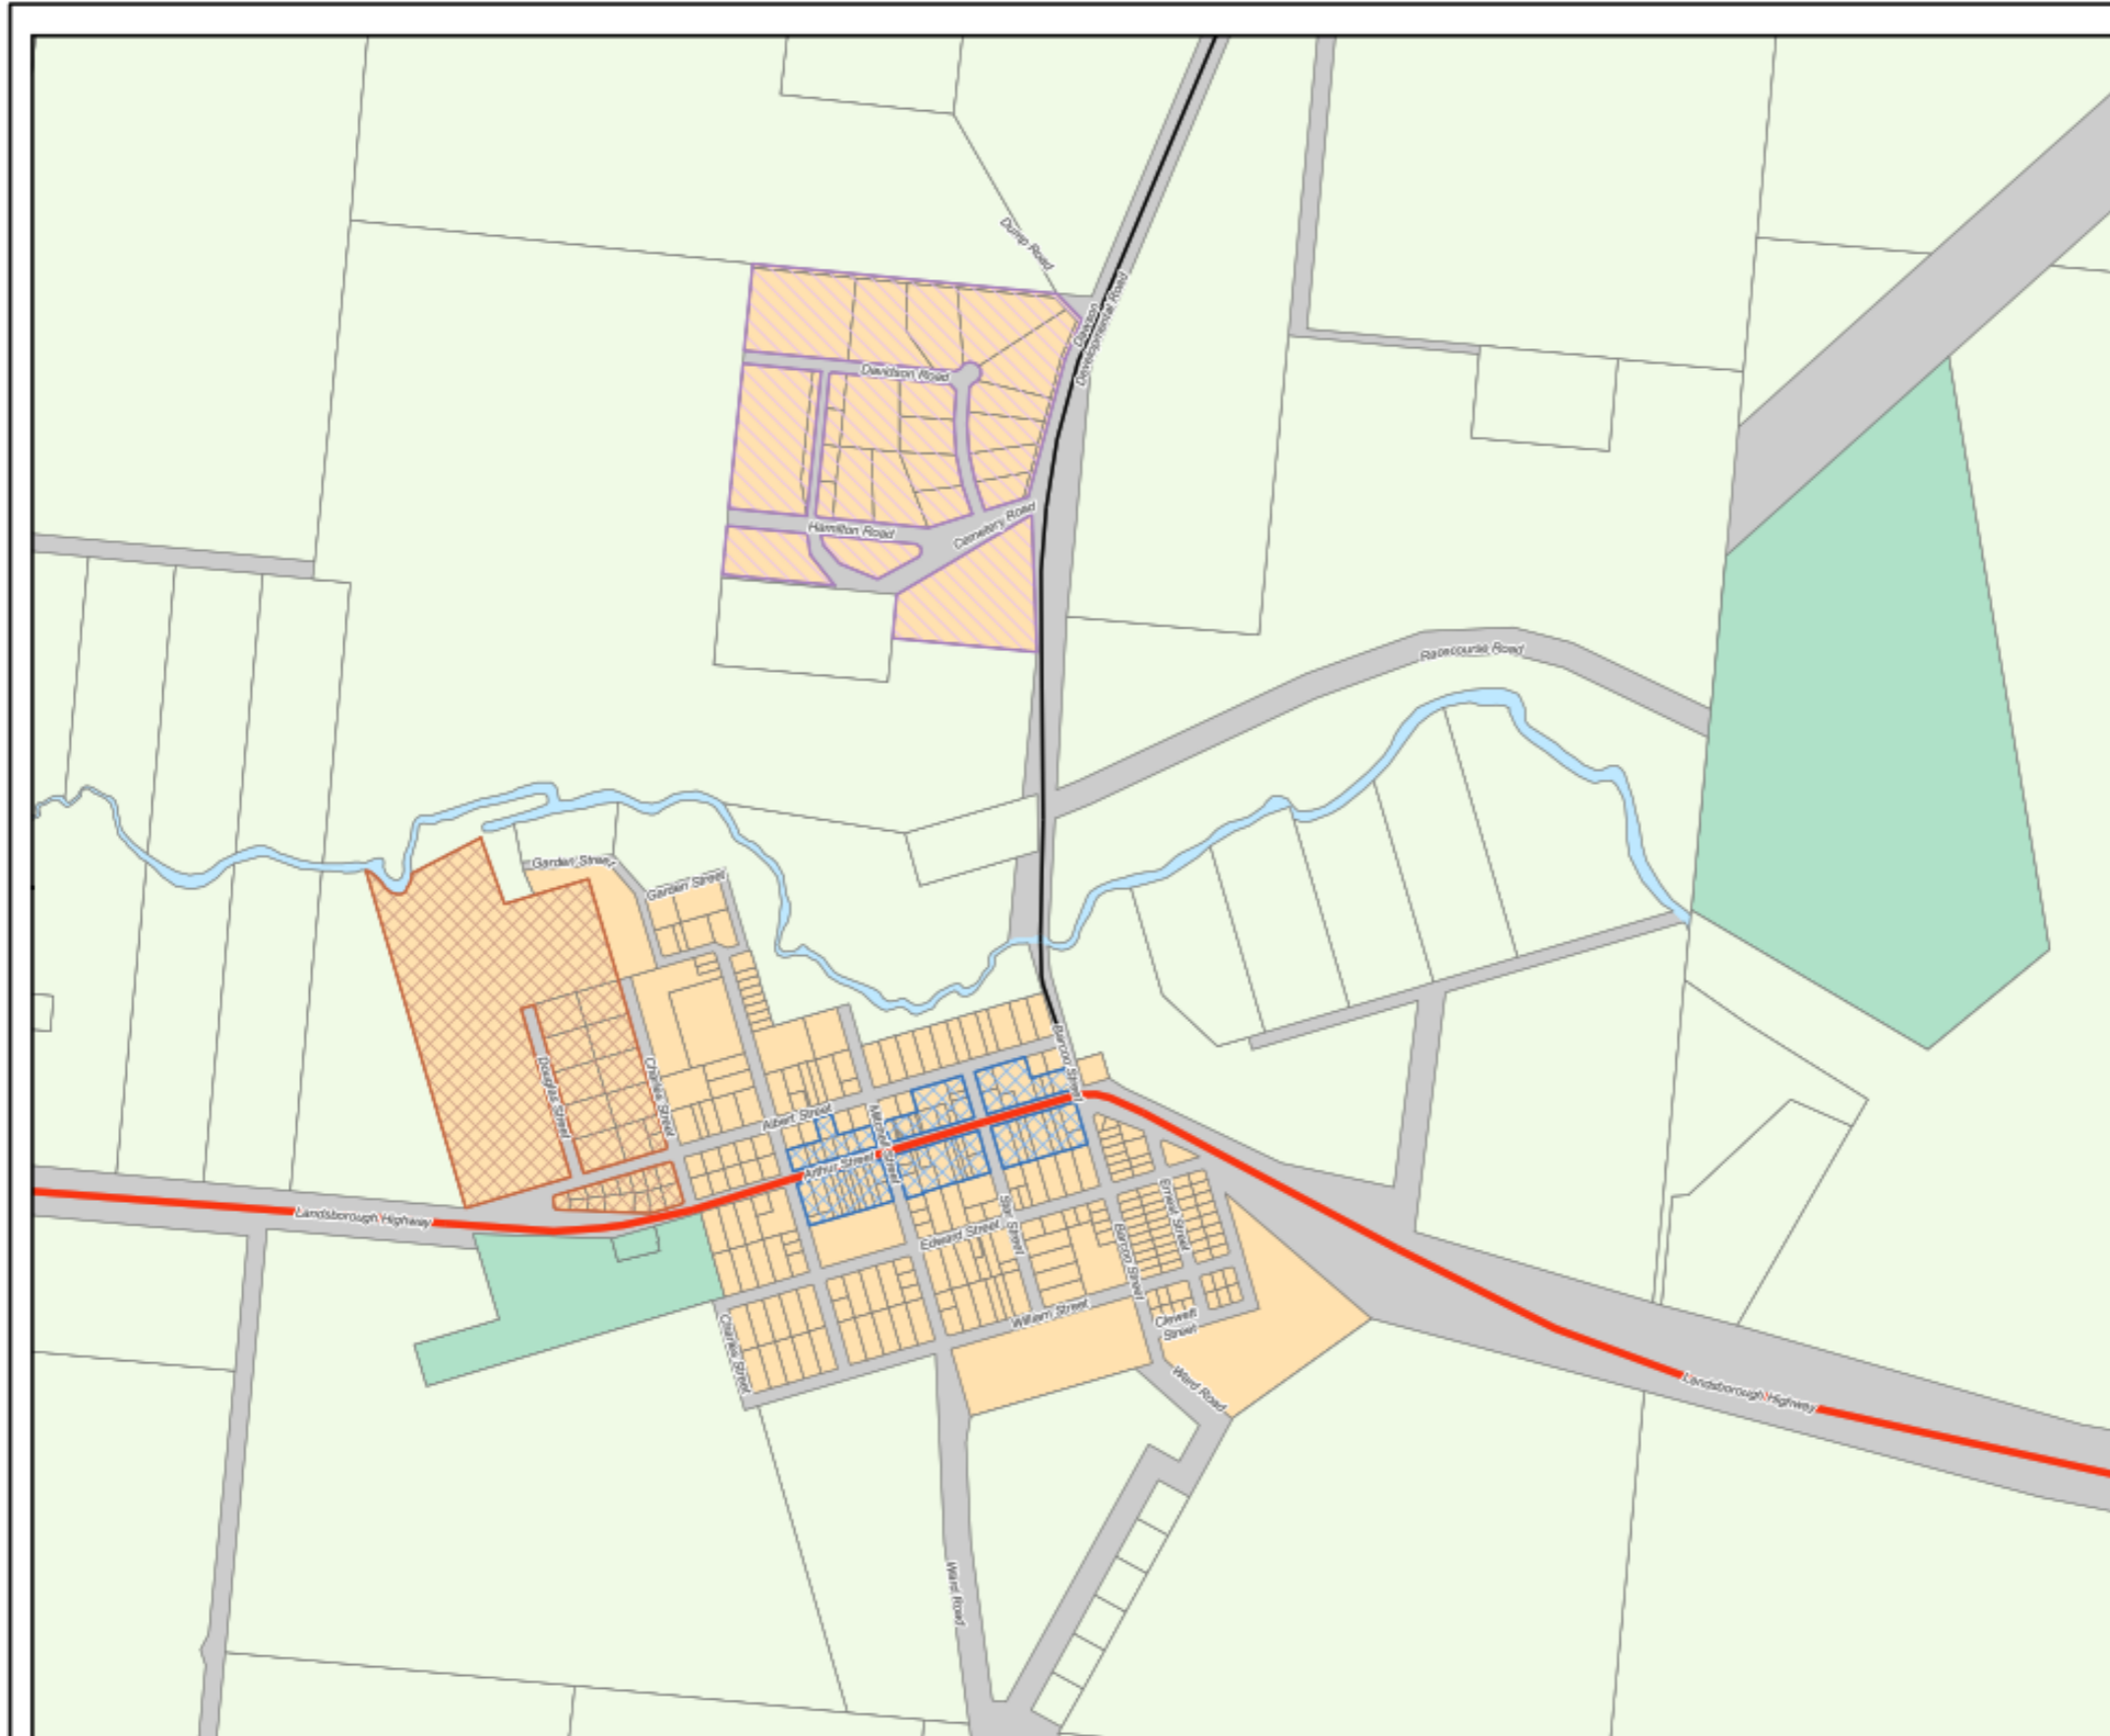 Dump Road
Dawson
Developmental Road
Davidson Road
Hamilton Road
Cemetery Road
Racecourse Road
Garden Street
Garden Street
Barcoo Street
Douglas Street
Charles Street
Albert Street
Mitchell Street
Arthur Street
Landsborough Highway
Edward Street
Star Street
Ernest Street
Barcoo Street
William Street
Clewett
Street
Charles Street
Ward Road
Landsborough Highway
Ward Road